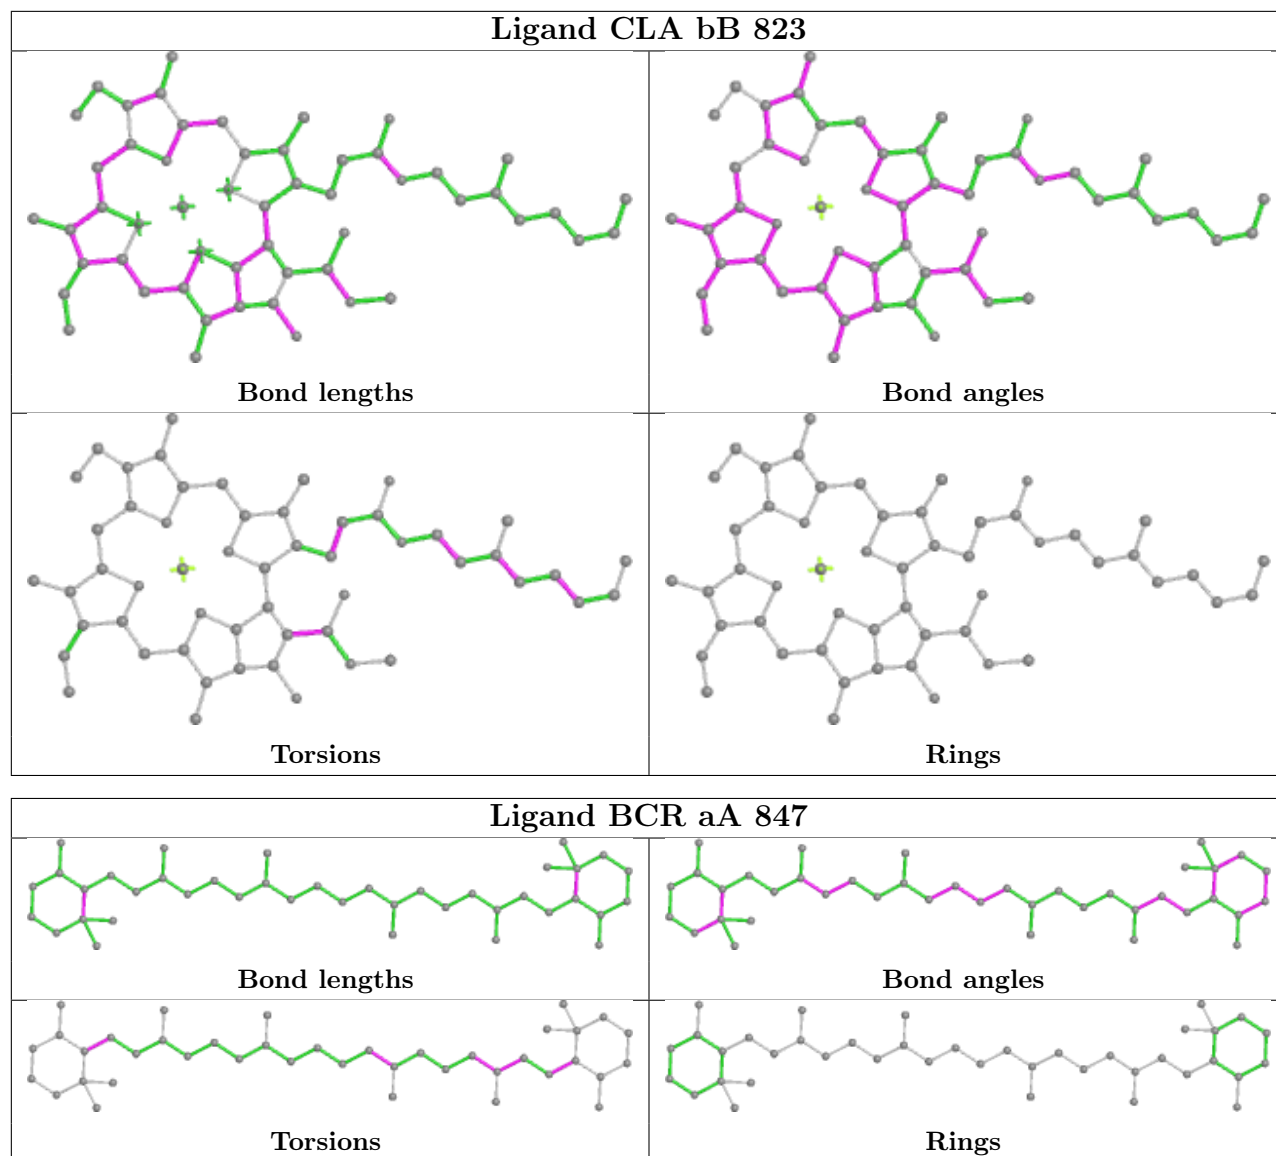 Ligand CLA bB 823
Bond lengths
Bond angles
Torsions
Rings
Ligand BCR aA 847
Bond lengths
Bond angles
Torsions
Rings